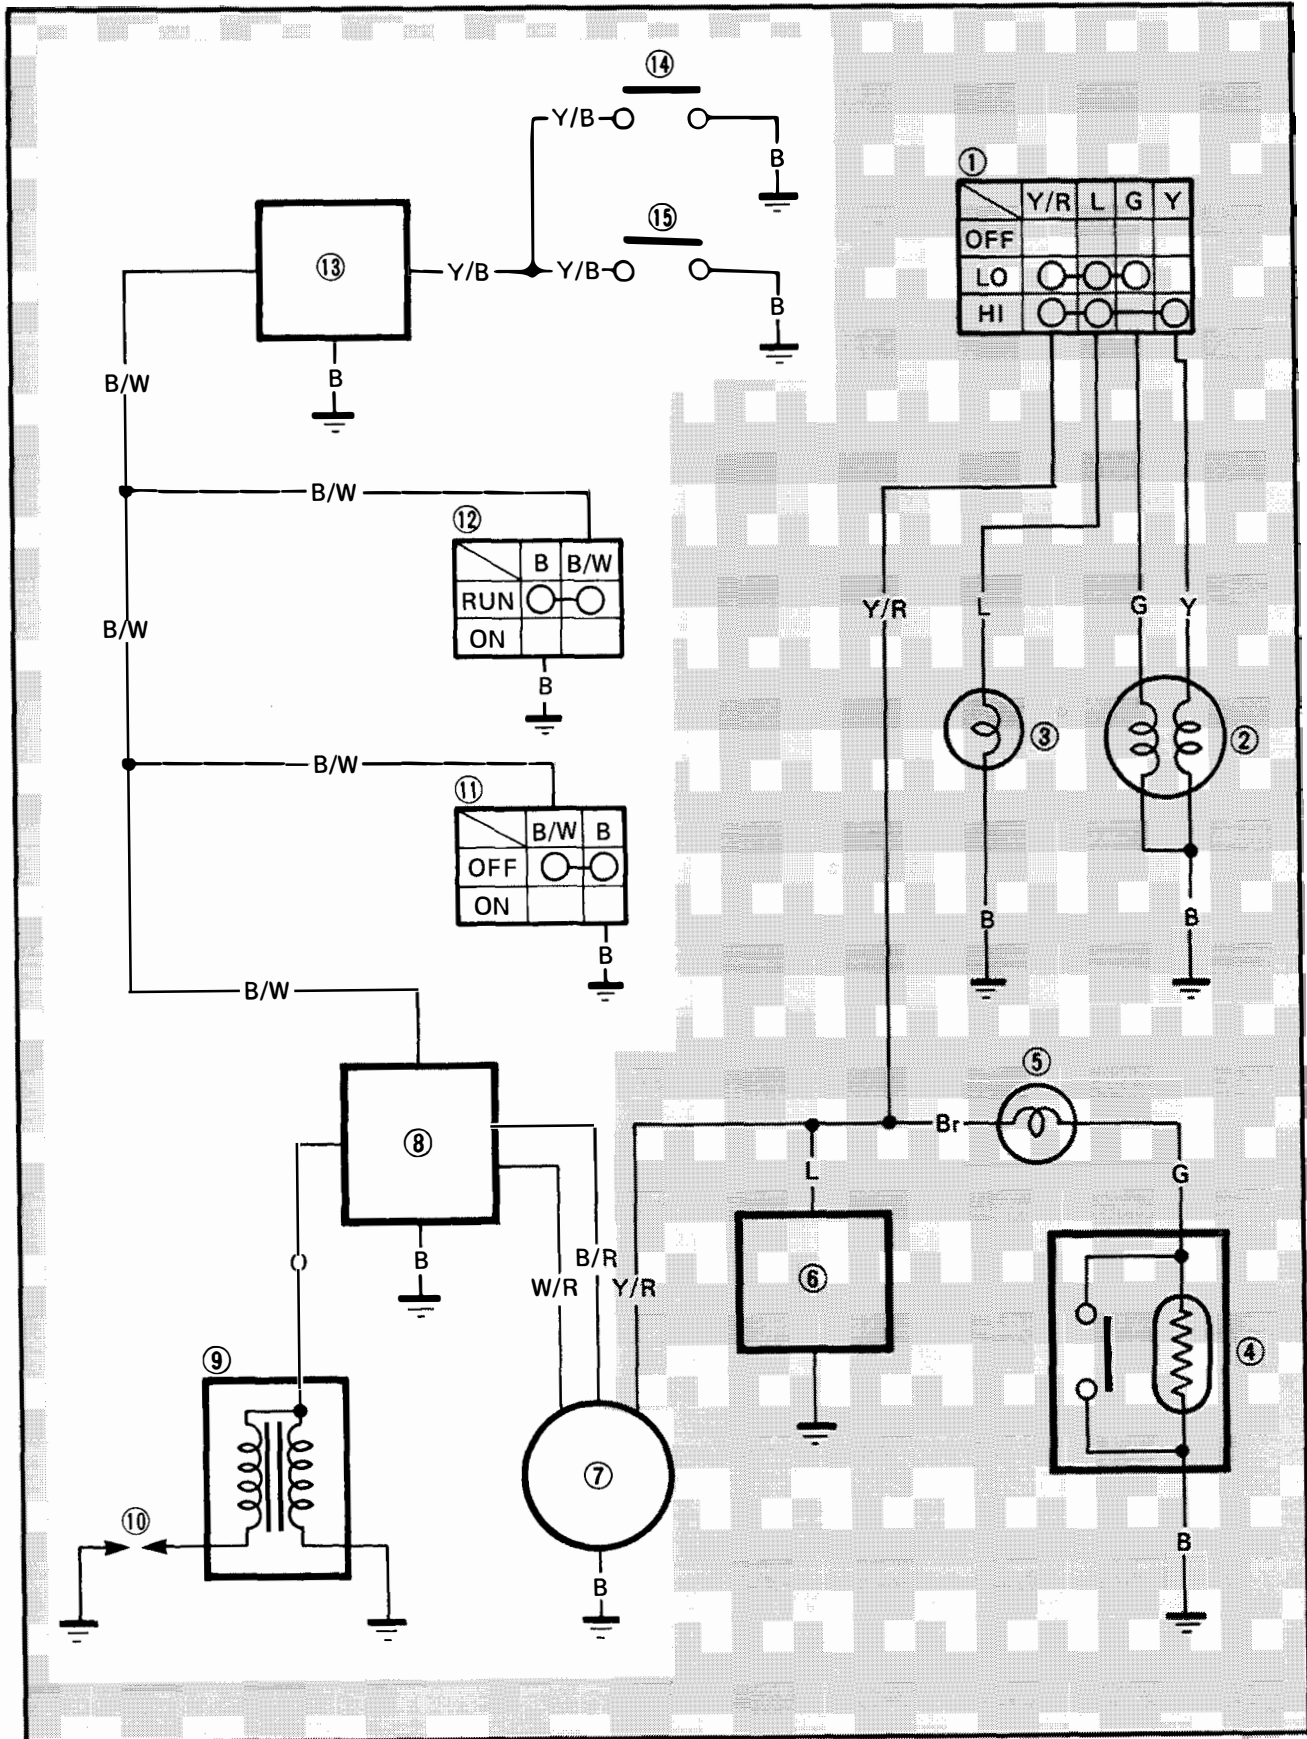 ⑭
Y/B
B
①
Y/R L G Y
OFF
LO
HI
⑮
⑬
Y/B
Y/B
B
B/W
B
B/W
⑫
B B/W
RUN
ON
B/W
Y/R
L
G
Y
B
③
②
B/W
⑪
B/W B
OFF
ON
B
B
B
B/W
⑤
Br
⑧
L
G
O
B
B/R
W/R
Y/R
⑥
④
⑨
⑦
⑩
B
B